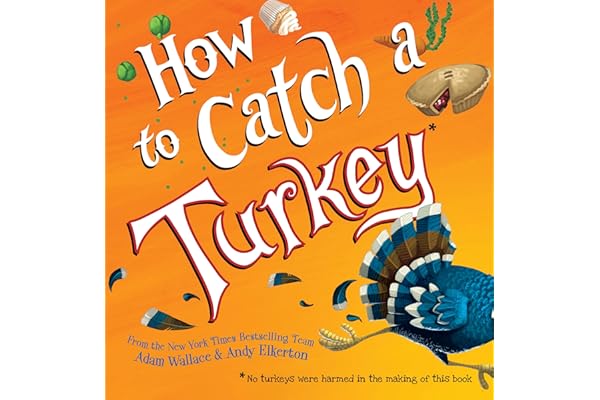 How
to Catch a
Turkey*
From the New York Times Bestselling Team
Adam Wallace & Andy Elkerton
* No turkeys were harmed in the making of this book